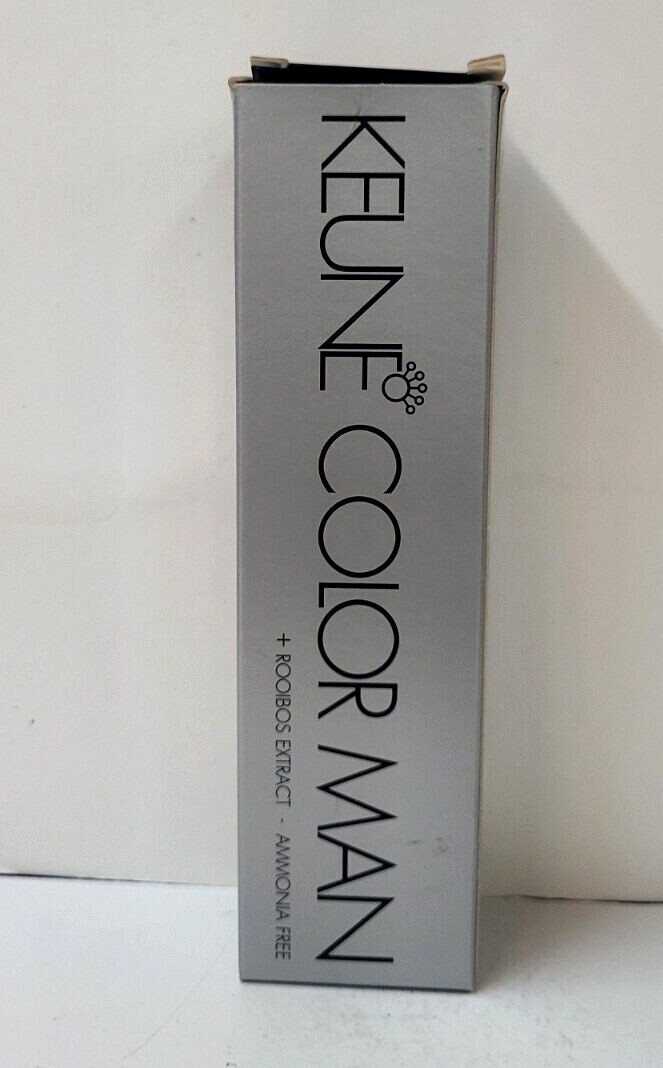 KEUNE COLOR MAN
+ ROOIBOS EXTRACT - AMMONIA FREE